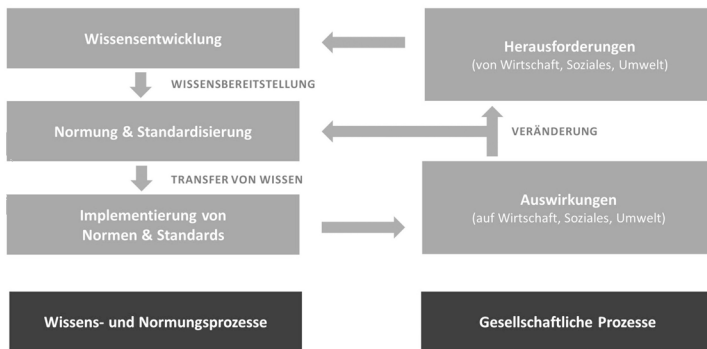 Wissensentwicklung
WISSENSBEREITSTELLUNG
Normung & Standardisierung
TRANSFER VON WISSEN
Implementierung von
Normen & Standards
Herausforderungen
(von Wirtschaft, Soziales, Umwelt)
VERÄNDERUNG
Auswirkungen
(auf Wirtschaft, Soziales, Umwelt)
Wissens- und Normungsprozesse
Gesellschaftliche Prozesse